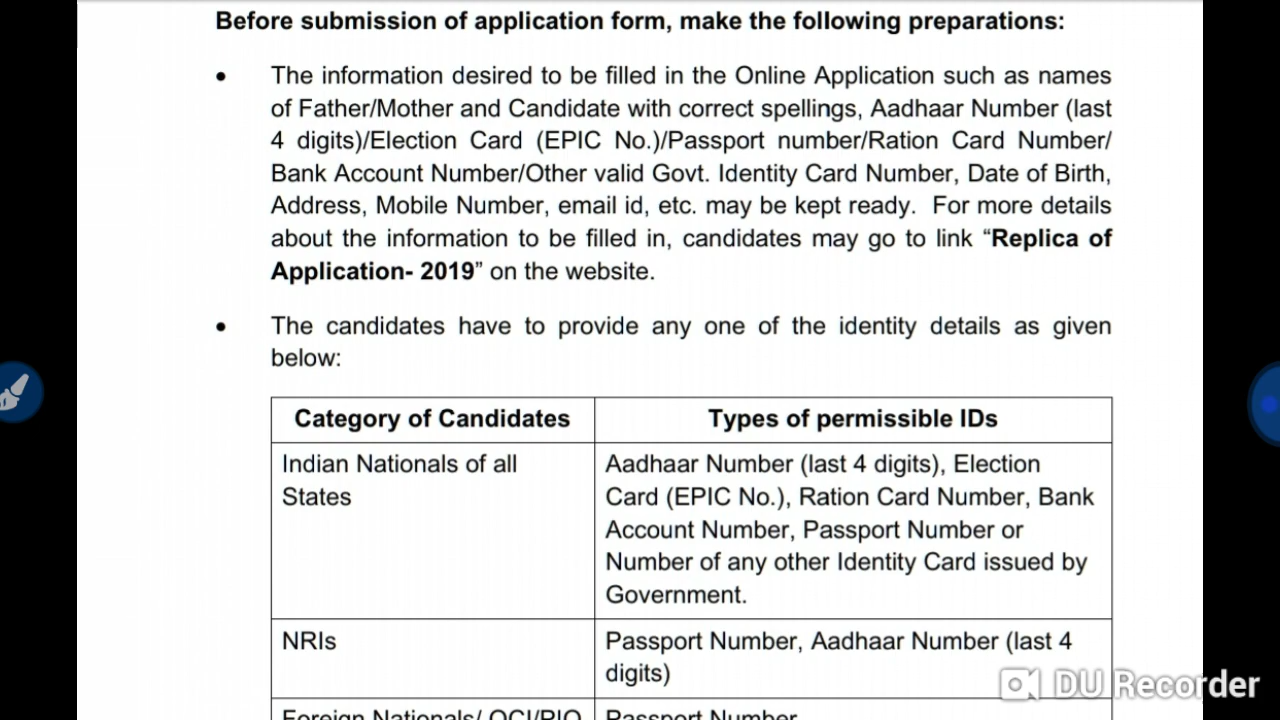 Before submission of application form, make the following preparations:
• The information desired to be filled in the Online Application such as names
of Father/Mother and Candidate with correct spellings, Aadhaar Number (last
4 digits)/Election Card (EPIC No.)/Passport number/Ration Card Number/
Bank Account Number/Other valid Govt. Identity Card Number, Date of Birth,
Address, Mobile Number, email id, etc. may be kept ready. For more details
about the information to be filled in, candidates may go to link “Replica of
Application- 2019” on the website.
• The candidates have to provide any one of the identity details as given
below:
Category of Candidates
Types of permissible IDs
Indian Nationals of all
States
Aadhaar Number (last 4 digits), Election
Card (EPIC No.), Ration Card Number, Bank
Account Number, Passport Number or
Number of any other Identity Card issued by
Government.
NRIs
Passport Number, Aadhaar Number (last 4
digits)
Foreign Nationals/ OCI/PIO
Passport Number
DU Recorder